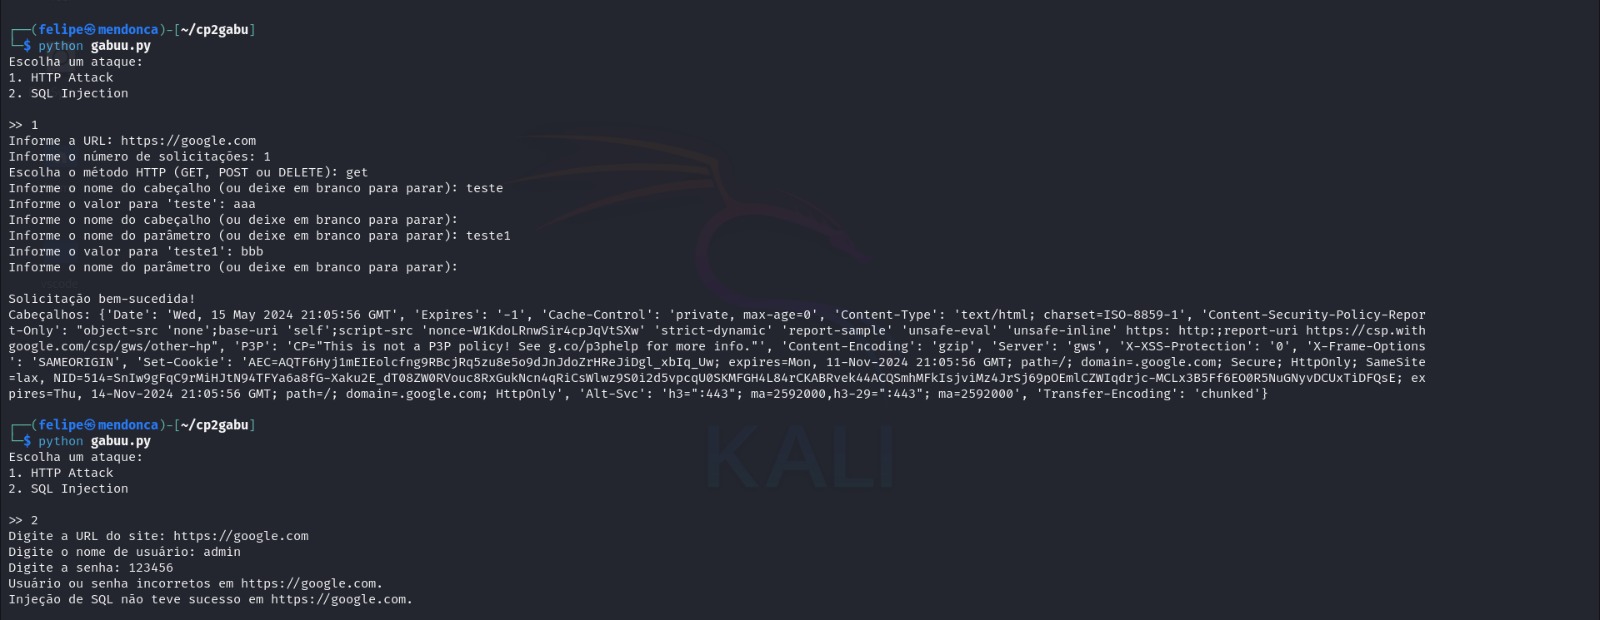 ┌──(felipe㉿mendonca)-[~/cp2gabu]
└─$ python gabuu.py
Escolha um ataque:
1. HTTP Attack
2. SQL Injection
>> 1
Informe a URL: https://google.com
Informe o número de solicitações: 1
Escolha o método HTTP (GET, POST ou DELETE): get
Informe o nome do cabeçalho (ou deixe em branco para parar): teste
Informe o valor para 'teste': aaa
Informe o nome do cabeçalho (ou deixe em branco para parar):
Informe o nome do parâmetro (ou deixe em branco para parar): teste1
Informe o valor para 'teste1': bbb
Informe o nome do parâmetro (ou deixe em branco para parar):
Solicitação bem-sucedida!
Cabeçalhos: {'Date': 'Wed, 15 May 2024 21:05:56 GMT', 'Expires': '-1', 'Cache-Control': 'private, max-age=0', 'Content-Type': 'text/html; charset=ISO-8859-1', 'Content-Security-Policy-Repor
t-Only': "object-src 'none';base-uri 'self';script-src 'nonce-W1KdoLRnwSir4cpJqVtSXw' 'strict-dynamic' 'report-sample' 'unsafe-eval' 'unsafe-inline' https: http:;report-uri https://csp.with
google.com/csp/gws/other-hp", 'P3P': 'CP="This is not a P3P policy! See g.co/p3phelp for more info."', 'Content-Encoding': 'gzip', 'Server': 'gws', 'X-XSS-Protection': '0', 'X-Frame-Options
': 'SAMEORIGIN', 'Set-Cookie': 'AEC=AQTF6Hyj1mEIEolcfng9RBcjRq5zu8e5o9dJnJdoZrHReJiDgl_xbIq_Uw; expires=Mon, 11-Nov-2024 21:05:56 GMT; path=/; domain=.google.com; Secure; HttpOnly; SameSite
=lax, NID=514=SnIw9gFqC9rMiHJtN94TFYa6a8fG-Xaku2E_dT08ZW0RVouc8RxGukNcn4qRiCsWlwz9S0i2d5vpcqU0SKMFGH4L84rCKABRvek44ACQSmhMFkIsjviMz4JrSj69pOEmlCZWIqdrjc-MCLx3B5Ff6EO0R5NuGNyvDCUxTiDFQsE; ex
pires=Thu, 14-Nov-2024 21:05:56 GMT; path=/; domain=.google.com; HttpOnly', 'Alt-Svc': 'h3=":443"; ma=2592000,h3-29=":443"; ma=2592000', 'Transfer-Encoding': 'chunked'}
┌──(felipe㉿mendonca)-[~/cp2gabu]
└─$ python gabuu.py
Escolha um ataque:
1. HTTP Attack
2. SQL Injection
>> 2
Digite a URL do site: https://google.com
Digite o nome de usuário: admin
Digite a senha: 123456
Usuário ou senha incorretos em https://google.com.
Injeção de SQL não teve sucesso em https://google.com.
KALI